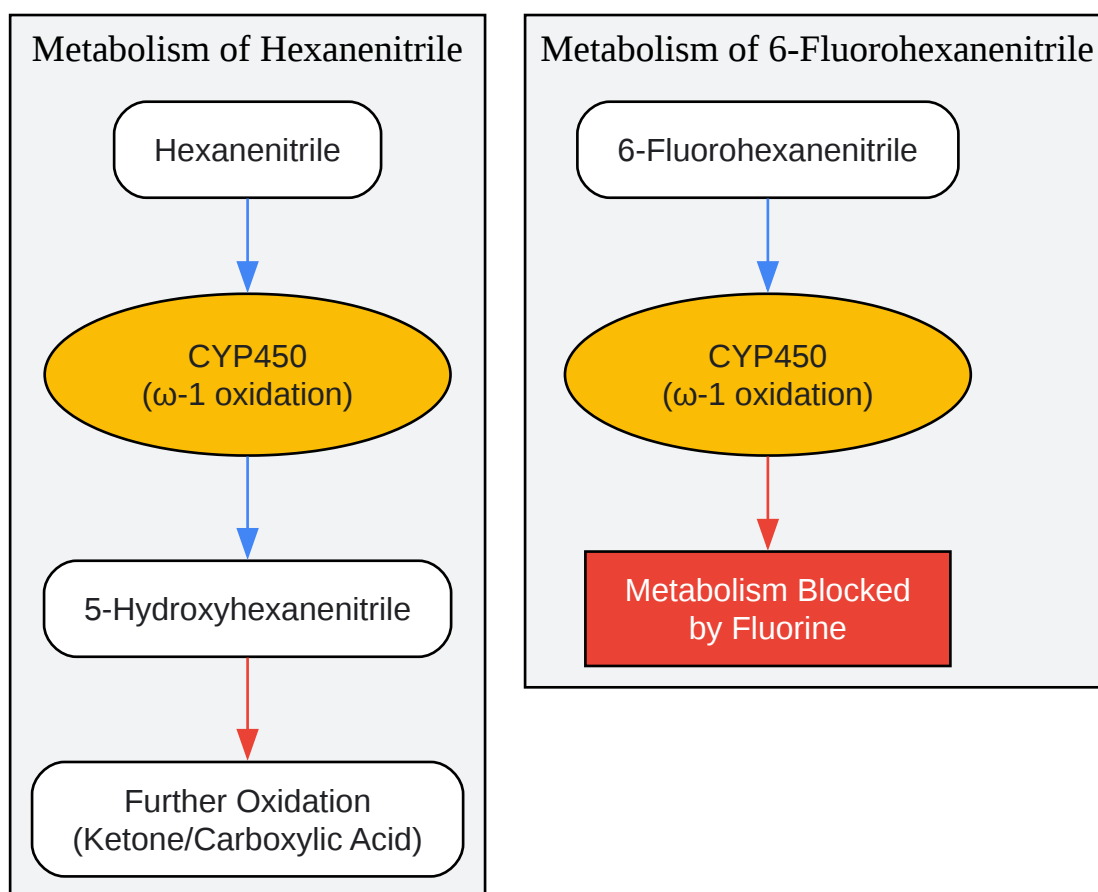 Metabolism of Hexanenitrile
Hexanenitrile
CYP450
(ω-1 oxidation)
5-Hydroxyhexanenitrile
Further Oxidation
(Ketone/Carboxylic Acid)
Metabolism of 6-Fluorohexanenitrile
6-Fluorohexanenitrile
CYP450
(ω-1 oxidation)
Metabolism Blocked
by Fluorine